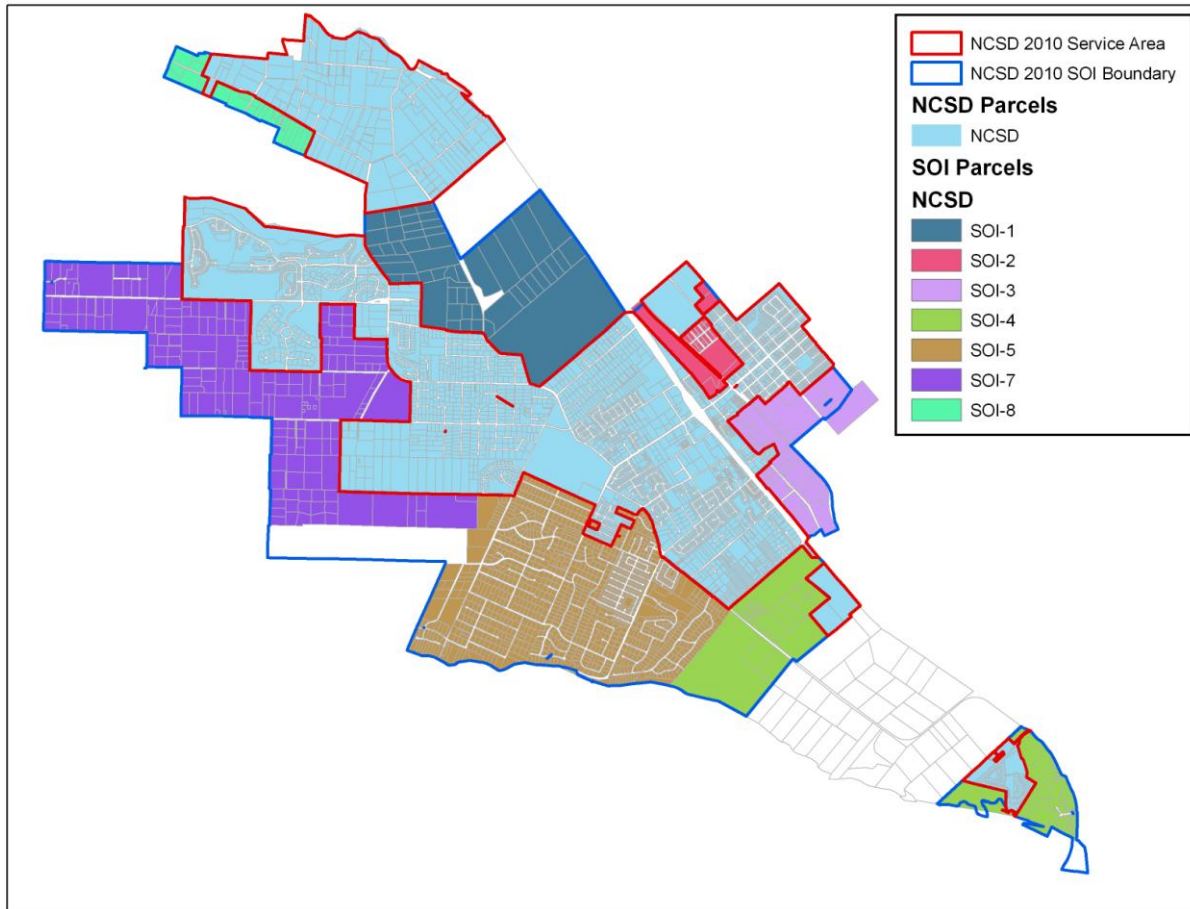 NCSD 2010 Service Area
NCSD 2010 SOI Boundary
NCSD Parcels
NCSD
SOI Parcels
NCSD
SOI-1
SOI-2
SOI-3
SOI-4
SOI-5
SOI-7
SOI-8